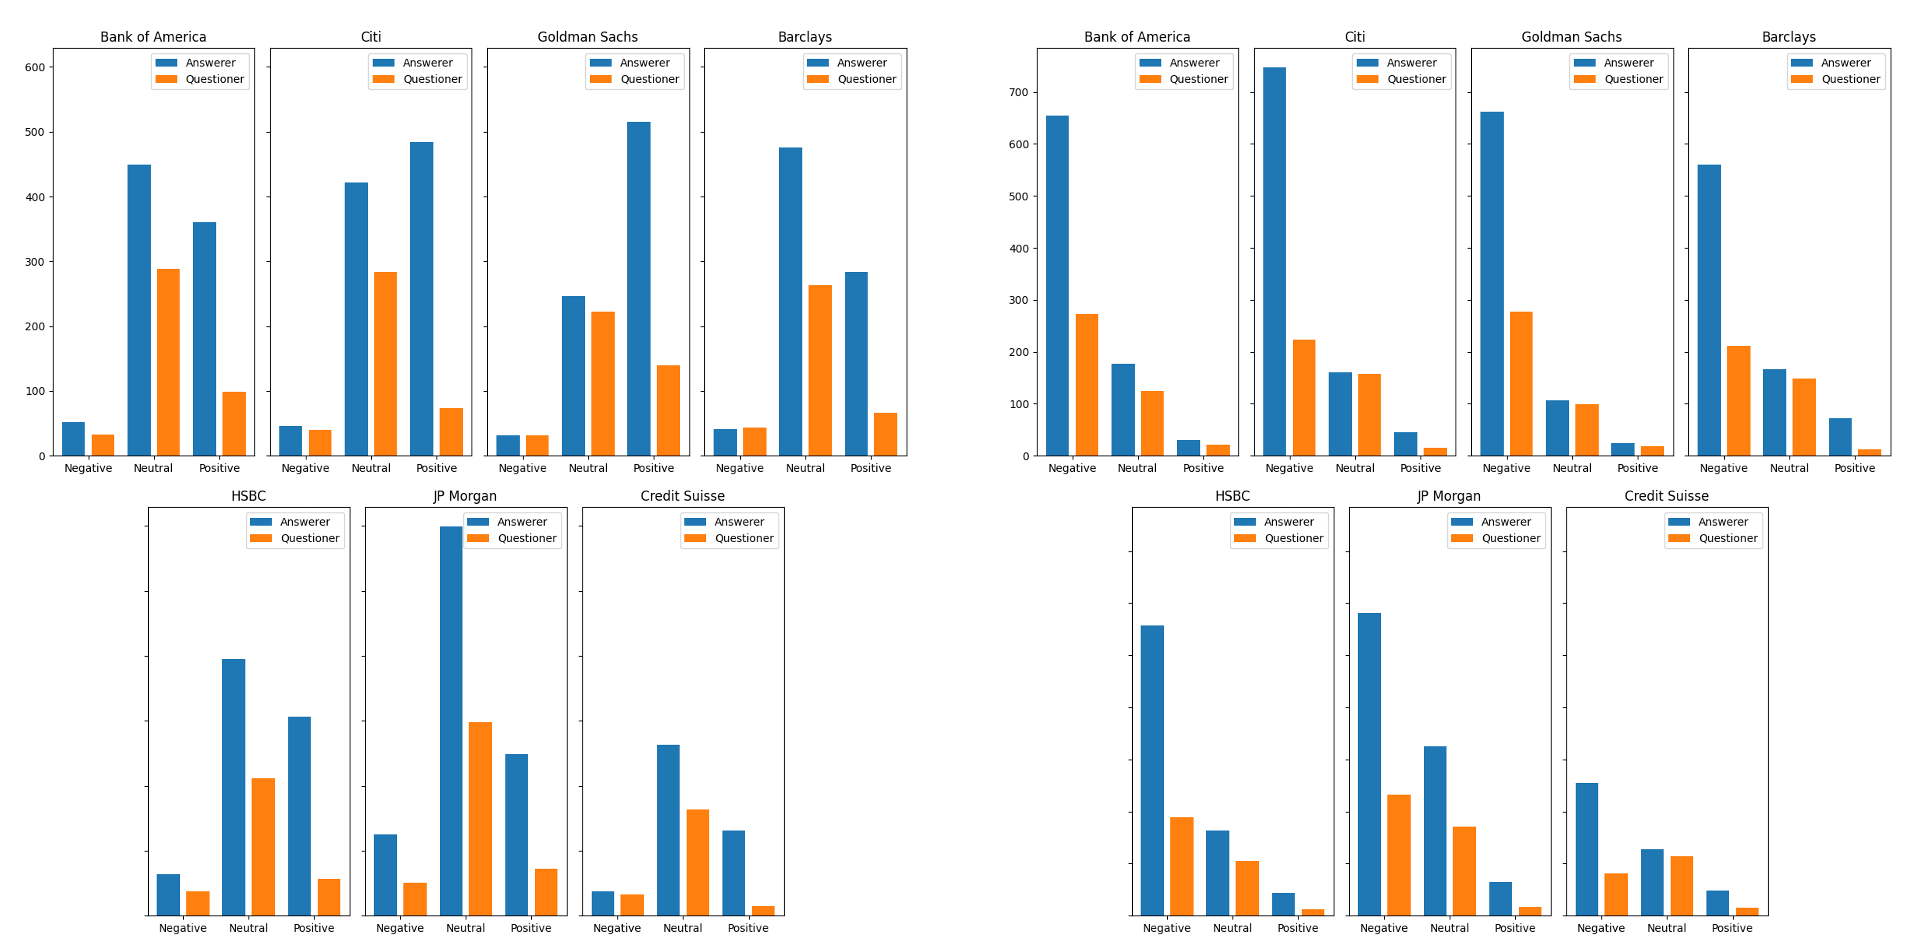 Bank of America
Citi
Goldman Sachs
Barclays
Answerer
Questioner
Answerer
Questioner
Answerer
Questioner
Answerer
Questioner
600
500
400
300
200
100
0
Negative Neutral Positive
Negative Neutral Positive
Negative Neutral Positive
Negative Neutral Positive
HSBC
JP Morgan
Credit Suisse
Answerer
Questioner
Answerer
Questioner
Answerer
Questioner
Negative Neutral Positive
Negative Neutral Positive
Negative Neutral Positive
Bank of America
Citi
Goldman Sachs
Barclays
Answerer
Questioner
Answerer
Questioner
Answerer
Questioner
Answerer
Questioner
700
600
500
400
300
200
100
0
Negative Neutral Positive
Negative Neutral Positive
Negative Neutral Positive
Negative Neutral Positive
HSBC
JP Morgan
Credit Suisse
Answerer
Questioner
Answerer
Questioner
Answerer
Questioner
Negative Neutral Positive
Negative Neutral Positive
Negative Neutral Positive